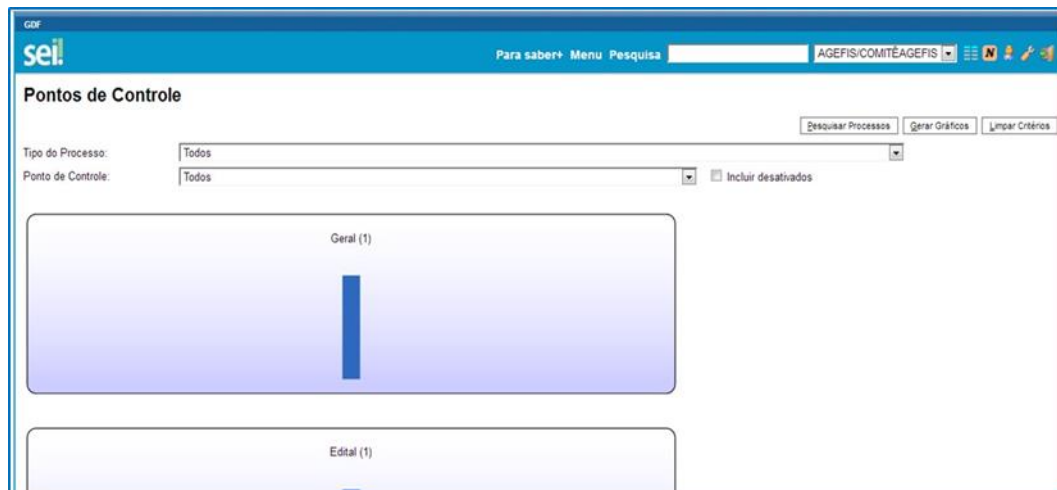 GDF
sei!
Para saber+ Menu Pesquisa AGEFIS/COMITÊAGEFIS N
Pontos de Controle
Pesquisar Processos Gerar Gráficos Limpar Critérios
Tipo do Processo: Todos
Ponto de Controle: Todos Incluir desativados
Geral (1)
Edital (1)